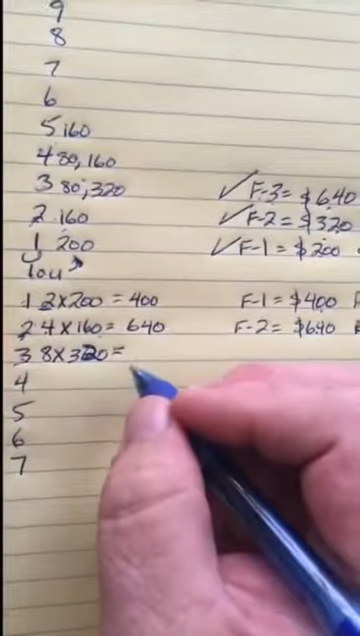 9
8
7
6
5 160
4 80, 160
3 80, 320
✓ F-3 = $640
2 160
✓ F-2 = $320
1 200
✓ F-1 = $200
1 2x200 = 400
F-1 = $400
2 4x160 = 640
F-2 = $640
3 8x320=
4
5
6
7